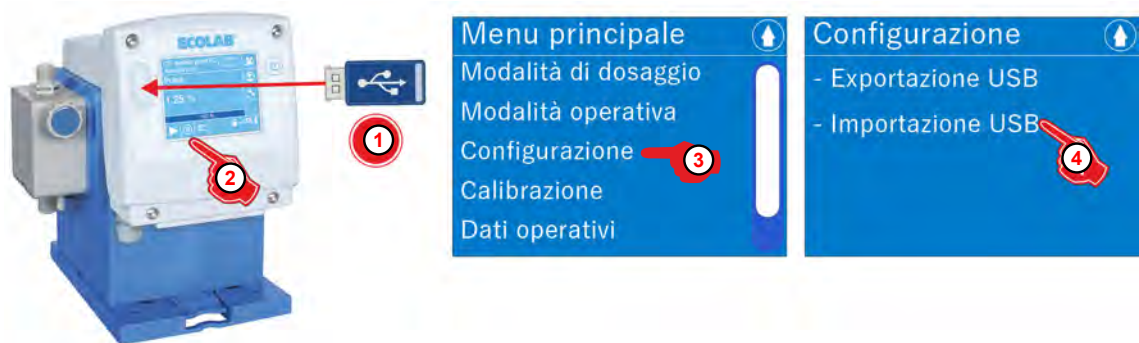 ECOLAB
1.25 %
1
2
Menu principale
Modalità di dosaggio
Modalità operativa
Configurazione
3
Calibrazione
Dati operativi
Configurazione
- Exportazione USB
- Importazione USB
4